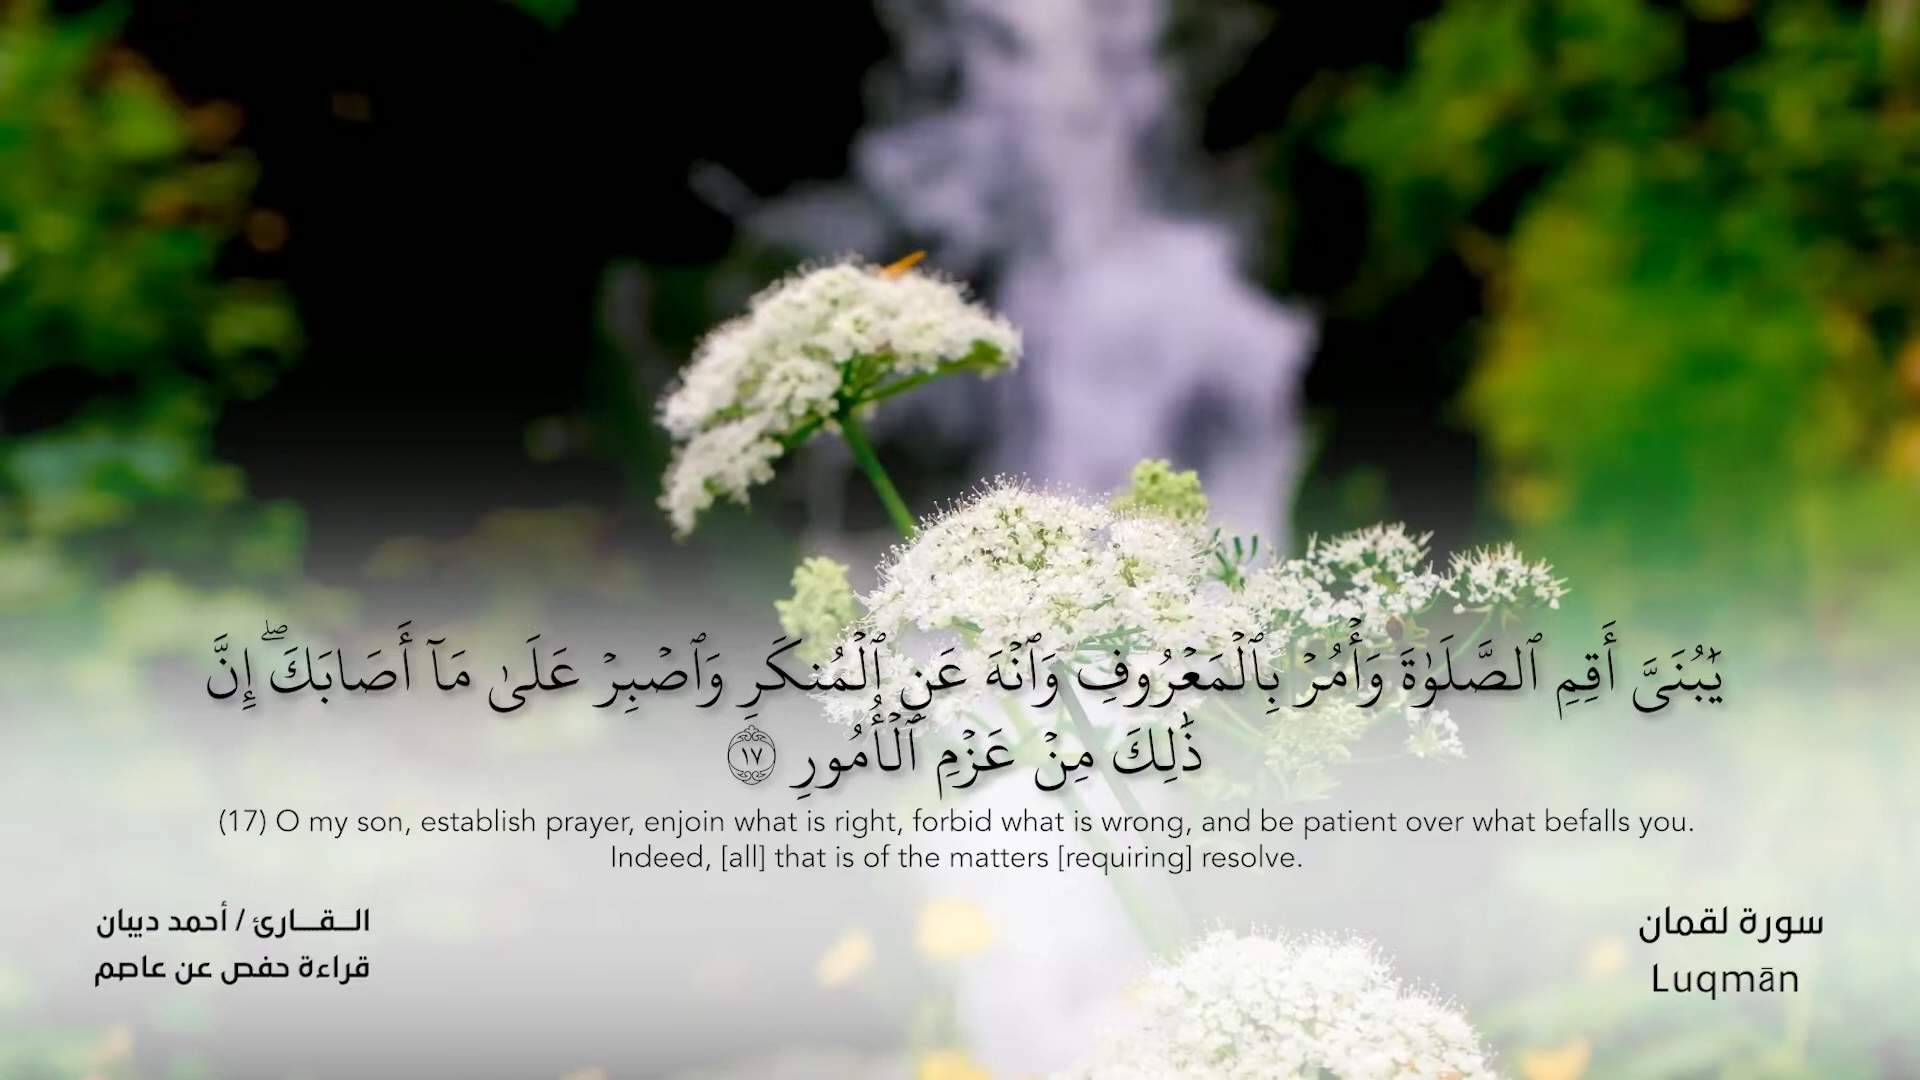 يَٰبُنَىَّ أَقِمِ ٱلصَّلَوٰةَ وَأۡمُرۡ بِٱلۡمَعۡرُوفِ وَٱنۡهَ عَنِ ٱلۡمُنكَرِ وَٱصۡبِرۡ عَلَىٰ مَآ أَصَابَكَۖ إِنَّ
ذَٰلِكَ مِنۡ عَزۡمِ ٱلۡأُمُورِ ١٧
(17) O my son, establish prayer, enjoin what is right, forbid what is wrong, and be patient over what befalls you.
Indeed, [all] that is of the matters [requiring] resolve.
سورة لقمان
Luqmān
الـقـارئ / أحمد ديبان
قراءة حفص عن عاصم